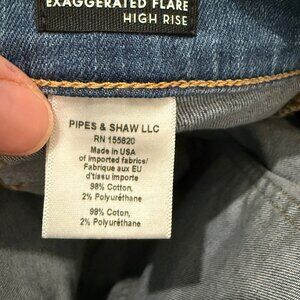 EXAGGERATED FLARE
HIGH RISE
PIPES & SHAW LLC
RN 155820
Made in USA
of imported fabrics/
Fabrique aux EU
d'tissu importe
98% Cotton,
2% Polyuréthane
98% Coton,
2% Polyuréthane